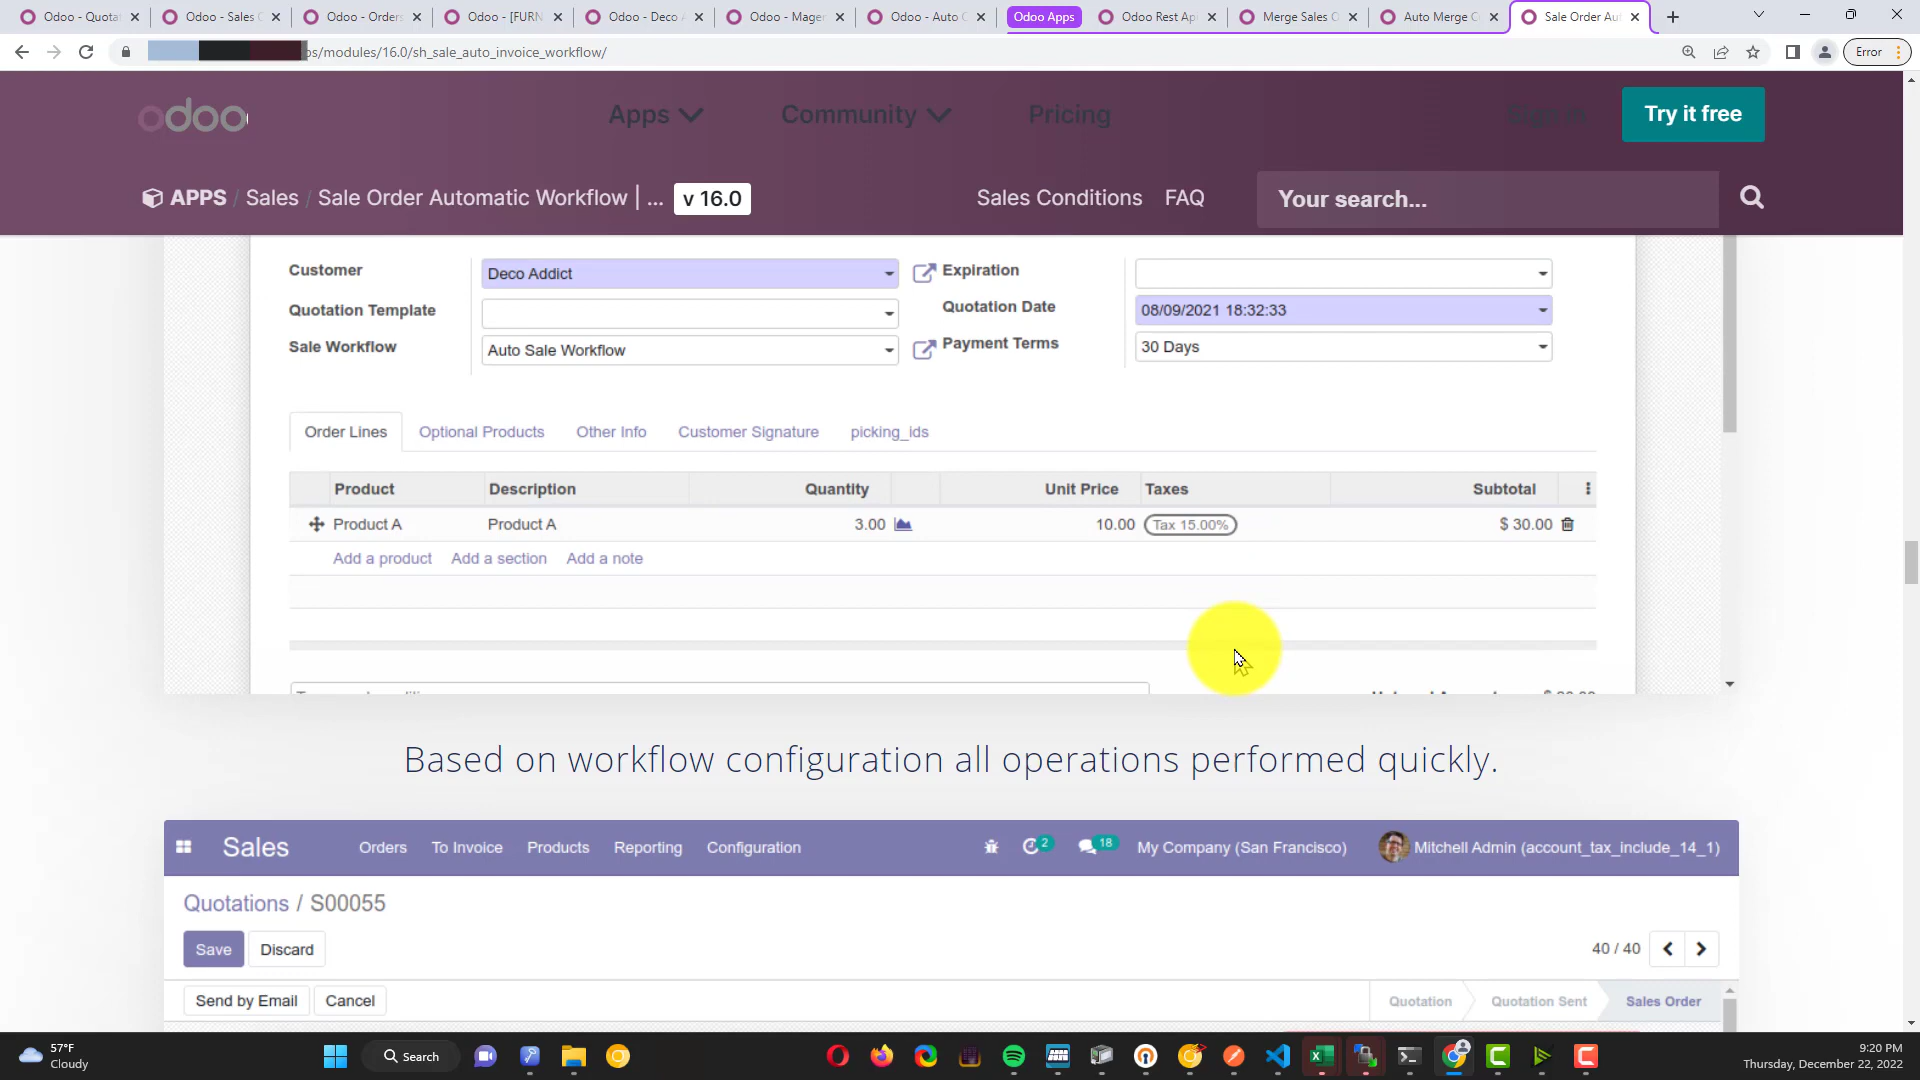 Odoo - Quotat
Odoo - Sales O
Odoo - Orders
Odoo - [FURN
Odoo - Deco A
Odoo - Magen
Odoo - Auto C
Odoo Apps
Odoo Rest Ap
Merge Sales O
Auto Merge C
Sale Order Aut
s/modules/16.0/sh_sale_auto_invoice_workflow/
Error
odoo
Apps
Community
Pricing
Sign in
Try it free
APPS / Sales / Sale Order Automatic Workflow | ...
v 16.0
Sales Conditions
FAQ
Your search...
Customer
Deco Addict
Expiration
Quotation Template
Quotation Date
08/09/2021 18:32:33
Sale Workflow
Auto Sale Workflow
Payment Terms
30 Days
Order Lines
Optional Products
Other Info
Customer Signature
picking_ids
Product
Description
Quantity
Unit Price
Taxes
Subtotal
Product A
Product A
3.00
10.00
Tax 15.00%
$ 30.00
Add a product
Add a section
Add a note
Based on workflow configuration all operations performed quickly.
Sales
Orders
To Invoice
Products
Reporting
Configuration
2
18
My Company (San Francisco)
Mitchell Admin (account_tax_include_14_1)
Quotations / S00055
Save
Discard
40 / 40
Send by Email
Cancel
Quotation
Quotation Sent
Sales Order
57°F
Cloudy
Search
9:20 PM
Thursday, December 22, 2022